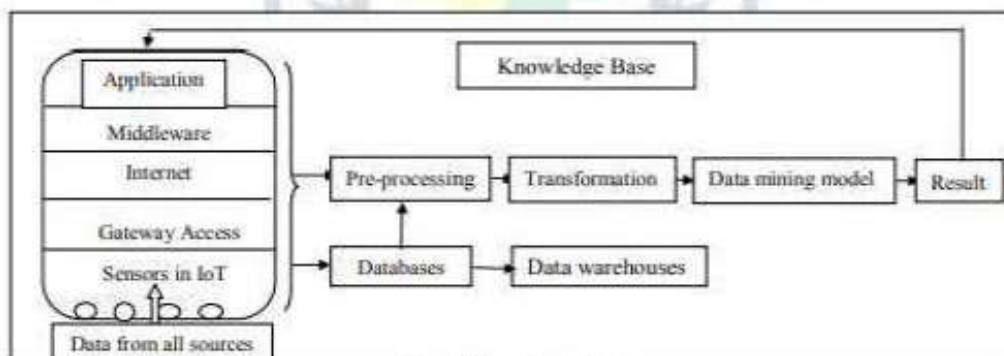 Knowledge Base
Application
Middleware
Internet
Pre-processing
Transformation
Data mining model
Result
Gateway Access
Sensors in IoT
Databases
Data warehouses
Data from all sources